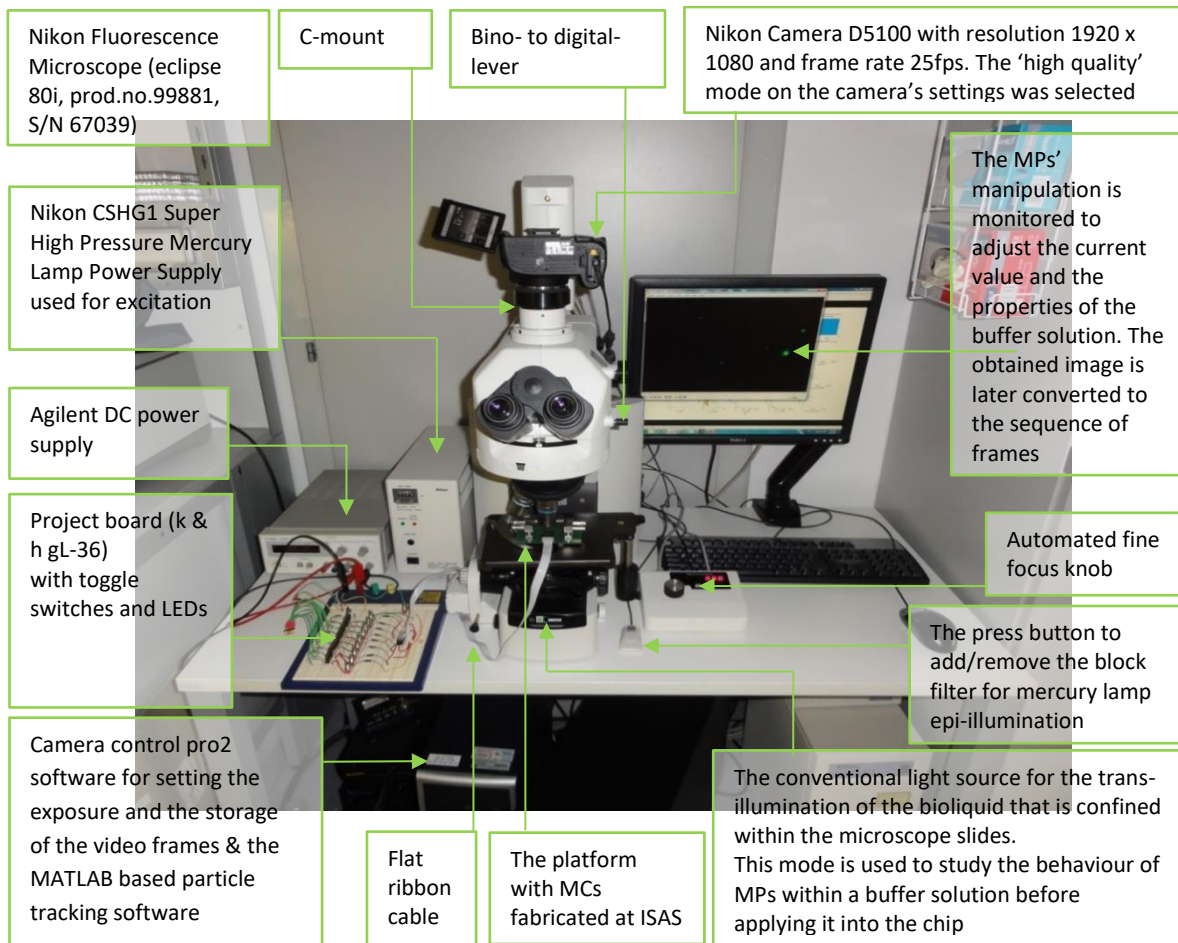 Nikon Fluorescence
Microscope (eclipse
80i, prod.no.99881,
S/N 67039)
C-mount
Bino- to digital-
lever
Nikon Camera D5100 with resolution 1920 x
1080 and frame rate 25fps. The ‘high quality’
mode on the camera’s settings was selected
The MPs’
manipulation is
monitored to
adjust the current
value and the
properties of the
buffer solution. The
obtained image is
later converted to
the sequence of
frames
Nikon CSHG1 Super
High Pressure Mercury
Lamp Power Supply
used for excitation
Agilent DC power
supply
Project board (k &
h gL-36)
with toggle
switches and LEDs
Automated fine
focus knob
The press button to
add/remove the block
filter for mercury lamp
epi-illumination
Camera control pro2
software for setting the
exposure and the storage
of the video frames & the
MATLAB based particle
tracking software
Flat
ribbon
cable
The platform
with MCs
fabricated at ISAS
The conventional light source for the trans-
illumination of the bioliquid that is confined
within the microscope slides.
This mode is used to study the behaviour of
MPs within a buffer solution before
applying it into the chip